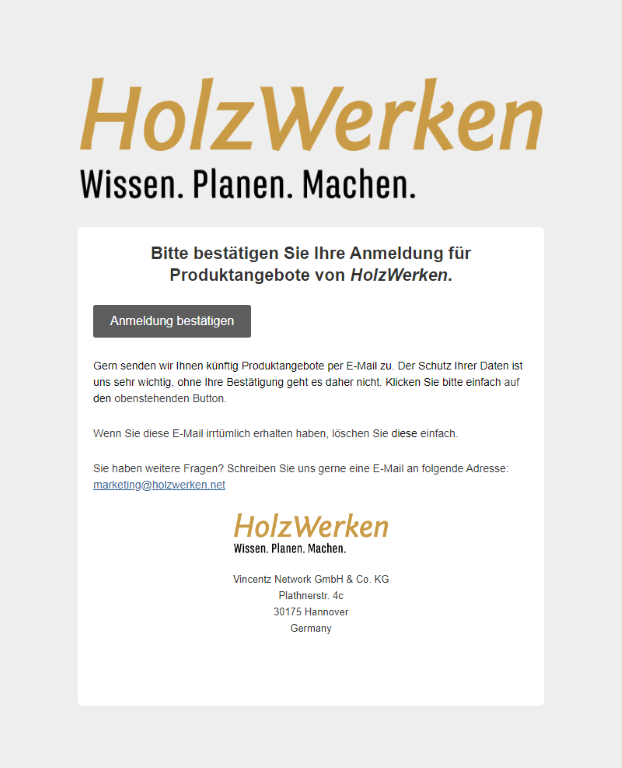 HolzWerken
Wissen. Planen. Machen.
Bitte bestätigen Sie Ihre Anmeldung für
Produktangebote von HolzWerken.
Anmeldung bestätigen
Gern senden wir Ihnen künftig Produktangebote per E-Mail zu. Der Schutz Ihrer Daten ist
uns sehr wichtig, ohne Ihre Bestätigung geht es daher nicht. Klicken Sie bitte einfach auf
den obenstehenden Button.
Wenn Sie diese E-Mail irrtümlich erhalten haben, löschen Sie diese einfach.
Sie haben weitere Fragen? Schreiben Sie uns gerne eine E-Mail an folgende Adresse:
marketing@holzwerken.net
HolzWerken
Wissen. Planen. Machen.
Vincentz Network GmbH & Co. KG
Plathnerstr. 4c
30175 Hannover
Germany